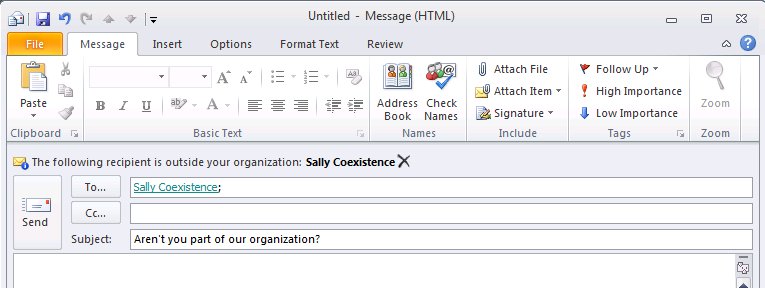 Untitled - Message (HTML)
File Message Insert Options Format Text Review
Paste
Clipboard
B I U ab A
Basic Text
Address Book
Check Names
Names
Attach File
Attach Item
Signature
Include
Follow Up
High Importance
Low Importance
Tags
Zoom
Zoom
The following recipient is outside your organization: Sally Coexistence
Send
To... Sally Coexistence;
Cc...
Subject: Aren't you part of our organization?